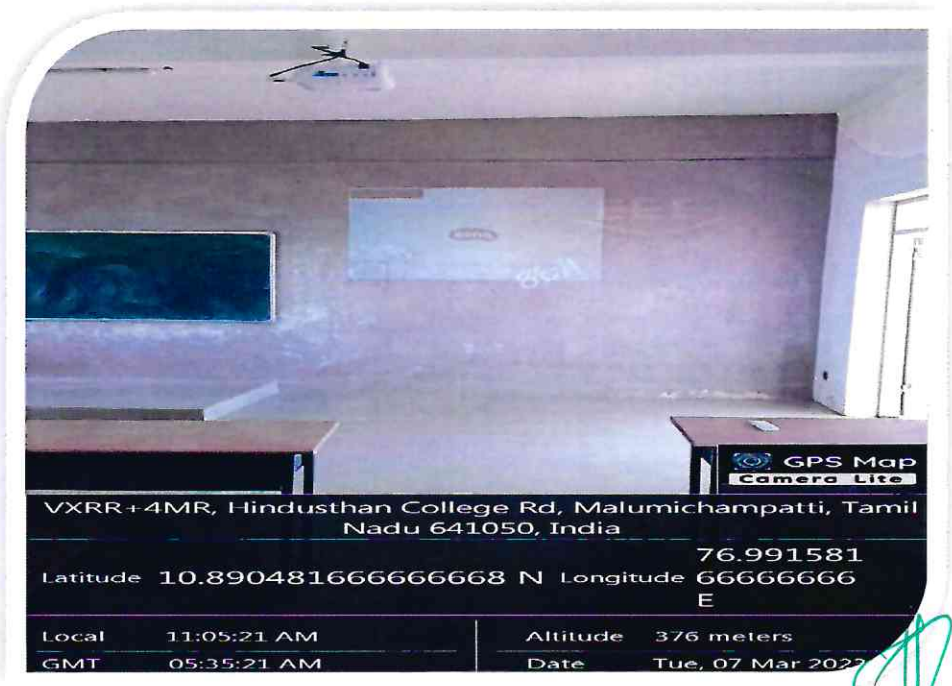 GPS Map
Camera Lite
VXRR+4MR, Hindusthan College Rd, Malumichampatti, Tamil
Nadu 641050, India
Latitude 10.890481666666668 N Longitude 76.991581
66666666
E
Local 11:05:21 AM Altitude 376 meters
GMT 05:35:21 AM Date Tue, 07 Mar